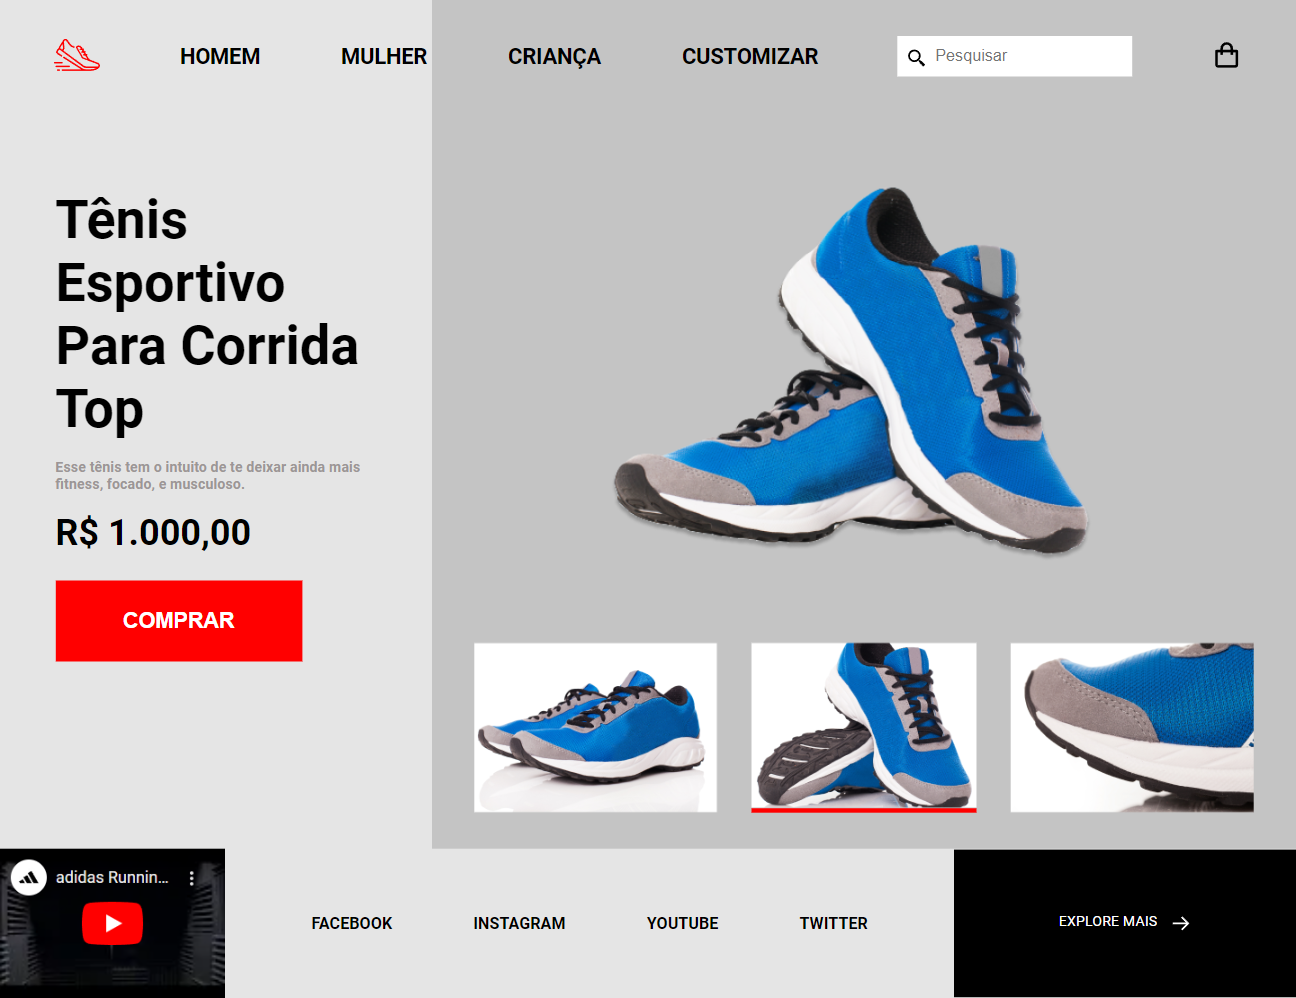 HOMEM MULHER CRIANÇA CUSTOMIZAR Pesquisar
Tênis
Esportivo
Para Corrida
Top
Esse tênis tem o intuito de te deixar ainda mais
fitness, focado, e musculoso.
R$ 1.000,00
COMPRAR
adidas Runnin...
FACEBOOK INSTAGRAM YOUTUBE TWITTER EXPLORE MAIS